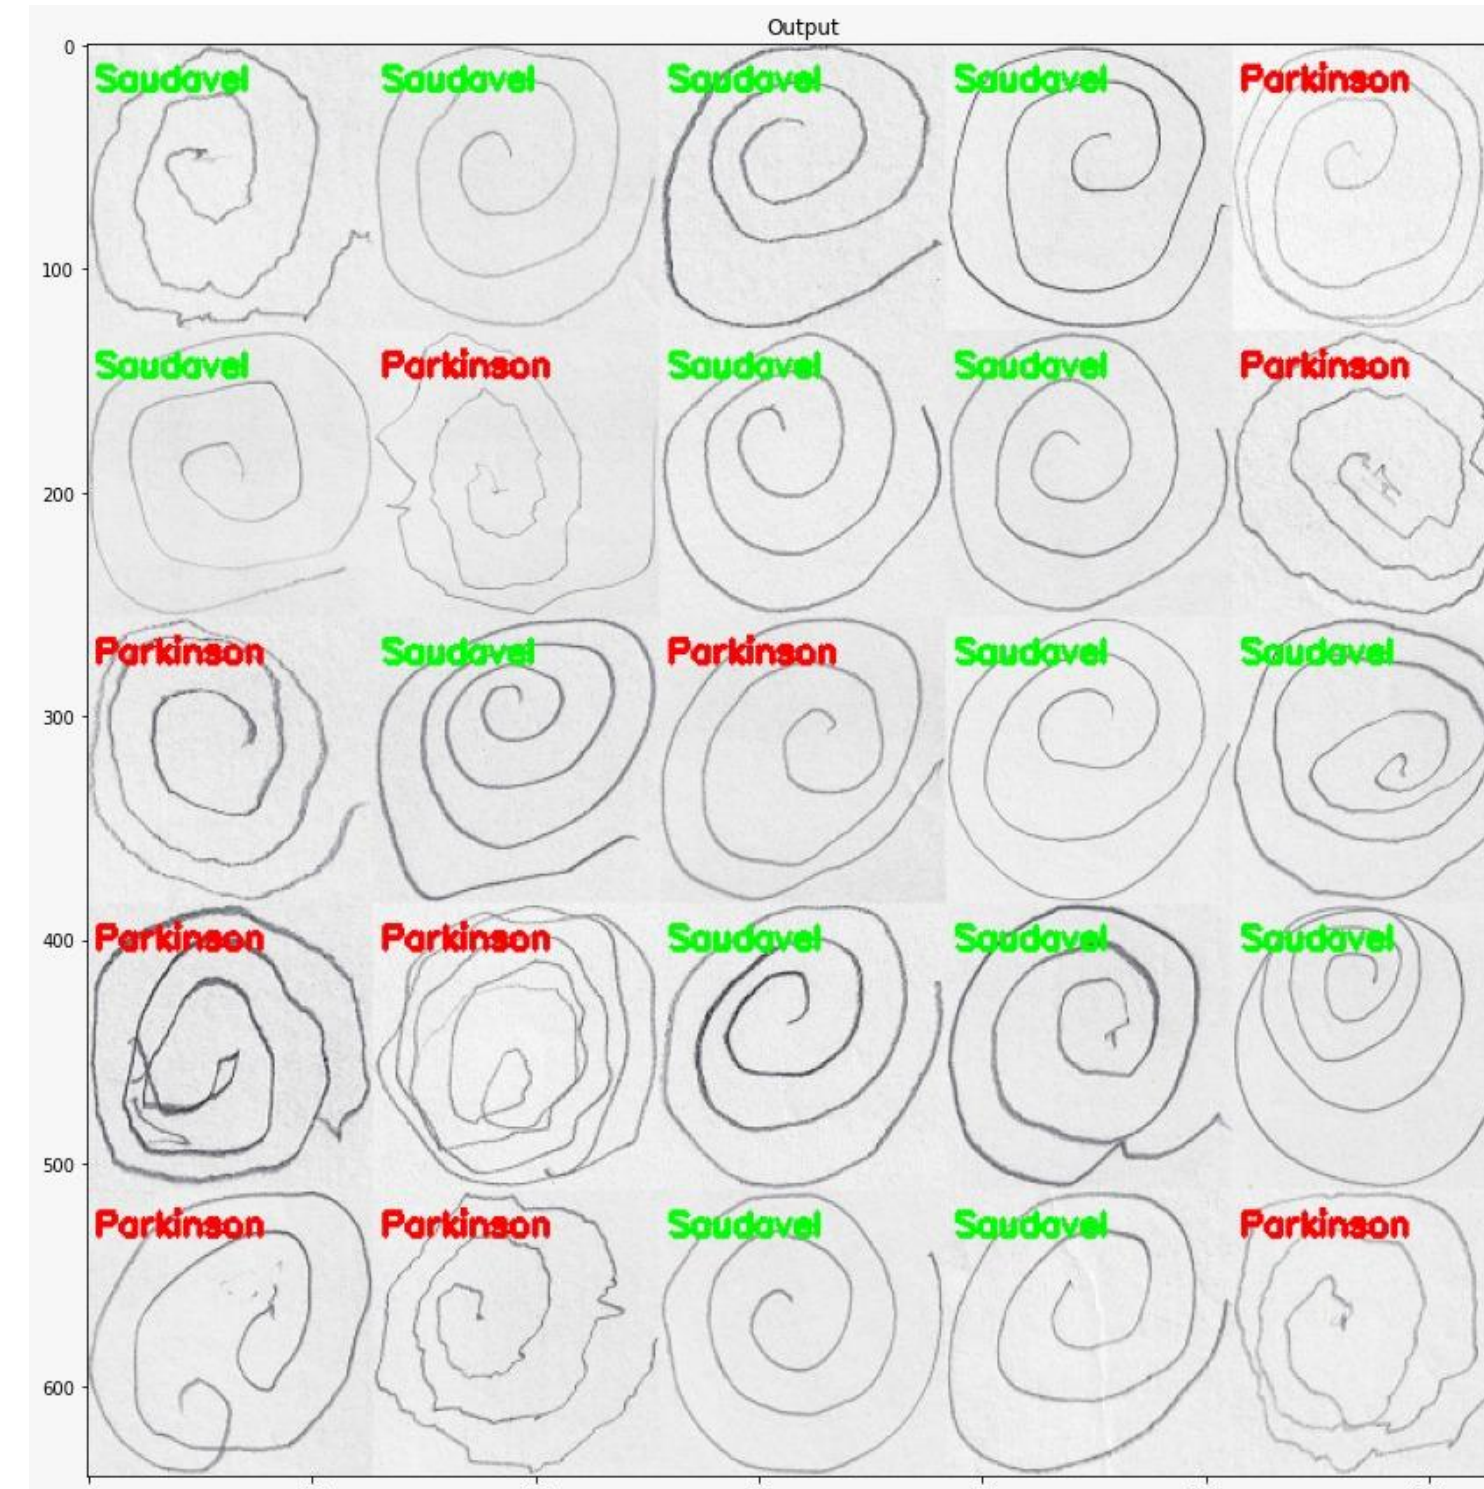 Output
0
Saudavel Saudavel Saudavel Saudavel Parkinson
100
Saudavel Parkinson Saudavel Saudavel Parkinson
200
Parkinson Saudavel Parkinson Saudavel Saudavel
300
Parkinson Parkinson Saudavel Saudavel Saudavel
400
500
Parkinson Parkinson Saudavel Saudavel Parkinson
600